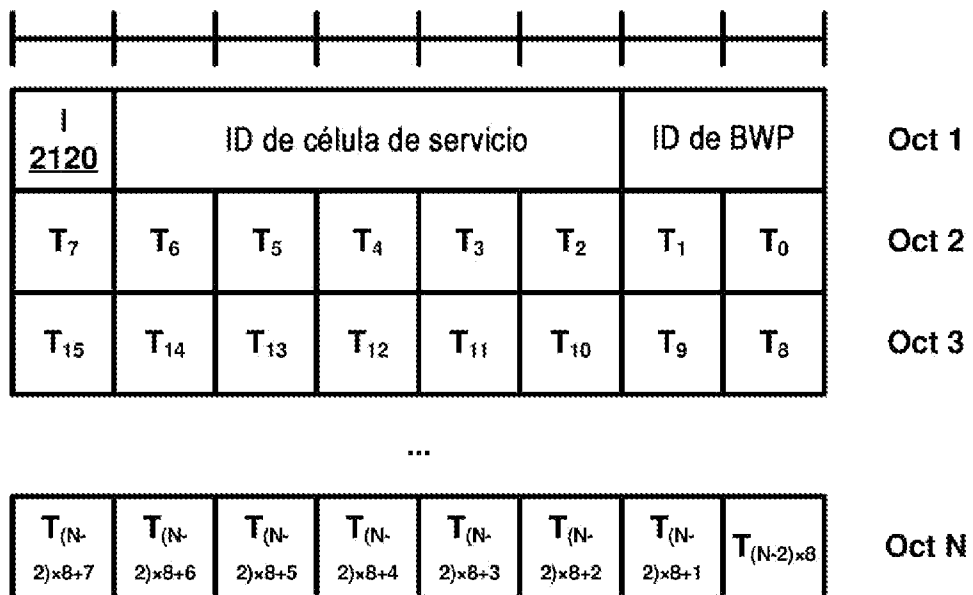 I 2120 ID de célula de servicio ID de BWP Oct 1
T7 T6 T5 T4 T3 T2 T1 T0 Oct 2
T15 T14 T13 T12 T11 T10 T9 T8 Oct 3
...
T(N- T(N- T(N- T(N- T(N- T(N- T(N- T(N-2)×8 Oct N
2)×8+7 2)×8+6 2)×8+5 2)×8+4 2)×8+3 2)×8+2 2)×8+1